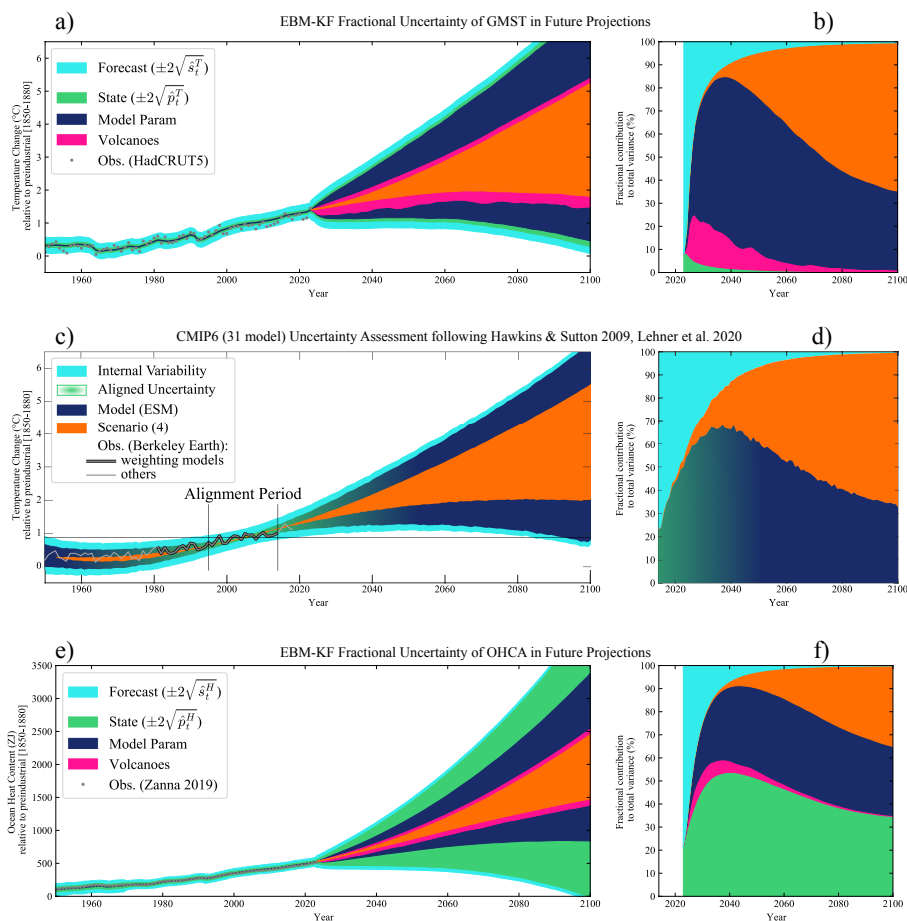 EBM-KF Fractional Uncertainty of GMST in Future Projections
a)
b)
Temperature Change (°C)
relative to preindustrial [1850-1880]
6
5
4
3
2
1
0
Forecast (±2√ŝₜᵀ)
State (±2√p̂ₜᵀ)
Model Param
Volcanoes
Obs. (HadCRUT5)
1960 1980 2000 2020 2040 2060 2080 2100
Year
Fractional contribution
to total variance (%)
100
90
80
70
60
50
40
30
20
10
0
2020 2040 2060 2080 2100
Year
CMIP6 (31 model) Uncertainty Assessment following Hawkins & Sutton 2009, Lehner et al. 2020
c)
d)
Temperature Change (°C)
relative to preindustrial [1850-1880]
6
5
4
3
2
1
0
Internal Variability
Aligned Uncertainty
Model (ESM)
Scenario (4)
Obs. (Berkeley Earth):
weighting models
others
Alignment Period
1960 1980 2000 2020 2040 2060 2080 2100
Year
Fractional contribution
to total variance (%)
100
90
80
70
60
50
40
30
20
10
0
2020 2040 2060 2080 2100
Year
EBM-KF Fractional Uncertainty of OHCA in Future Projections
e)
f)
Ocean Heat Content (ZJ)
relative to preindustrial [1850-1880]
3500
3000
2500
2000
1500
1000
500
0
Forecast (±2√ŝₜᴴ)
State (±2√p̂ₜᴴ)
Model Param
Volcanoes
Obs. (Zanna 2019)
1960 1980 2000 2020 2040 2060 2080 2100
Year
Fractional contribution
to total variance (%)
100
90
80
70
60
50
40
30
20
10
0
2020 2040 2060 2080 2100
Year